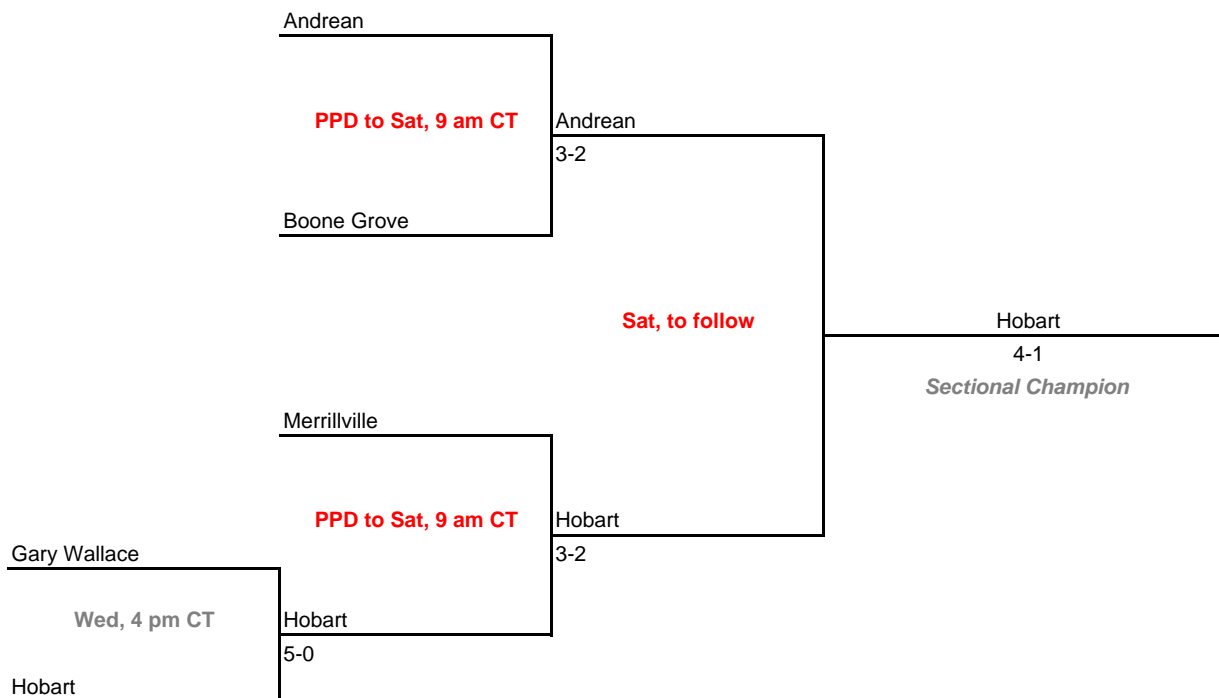 Andrean
PPD to Sat, 9 am CT
Andrean
3-2
Boone Grove
Sat, to follow
Hobart
4-1
Sectional Champion
Merrillville
PPD to Sat, 9 am CT
Hobart
3-2
Gary Wallace
Wed, 4 pm CT
Hobart
5-0
Hobart